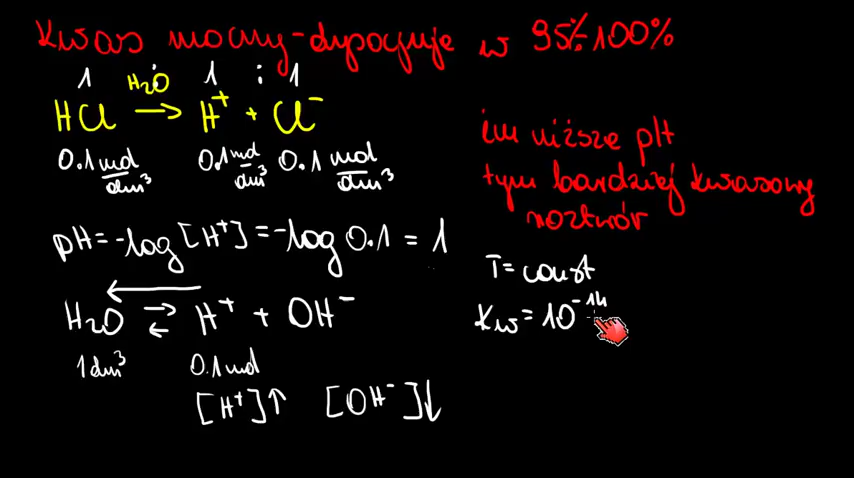 Kwas mocny-dysocjuje w 95%-100%
1 H₂O 1 : 1
HCl → H⁺ + Cl⁻
0.1 mol/dm³ 0.1 mol/dm³ 0.1 mol/dm³
im niższe pH
tym bardziej kwasowy
roztwór
pH = -log [H⁺] = -log 0.1 = 1
T = const
H₂O ⇄ H⁺ + OH⁻
Kw = 10⁻¹⁴
1 dm³ 0.1 mol
[H⁺]↑ [OH⁻]↓